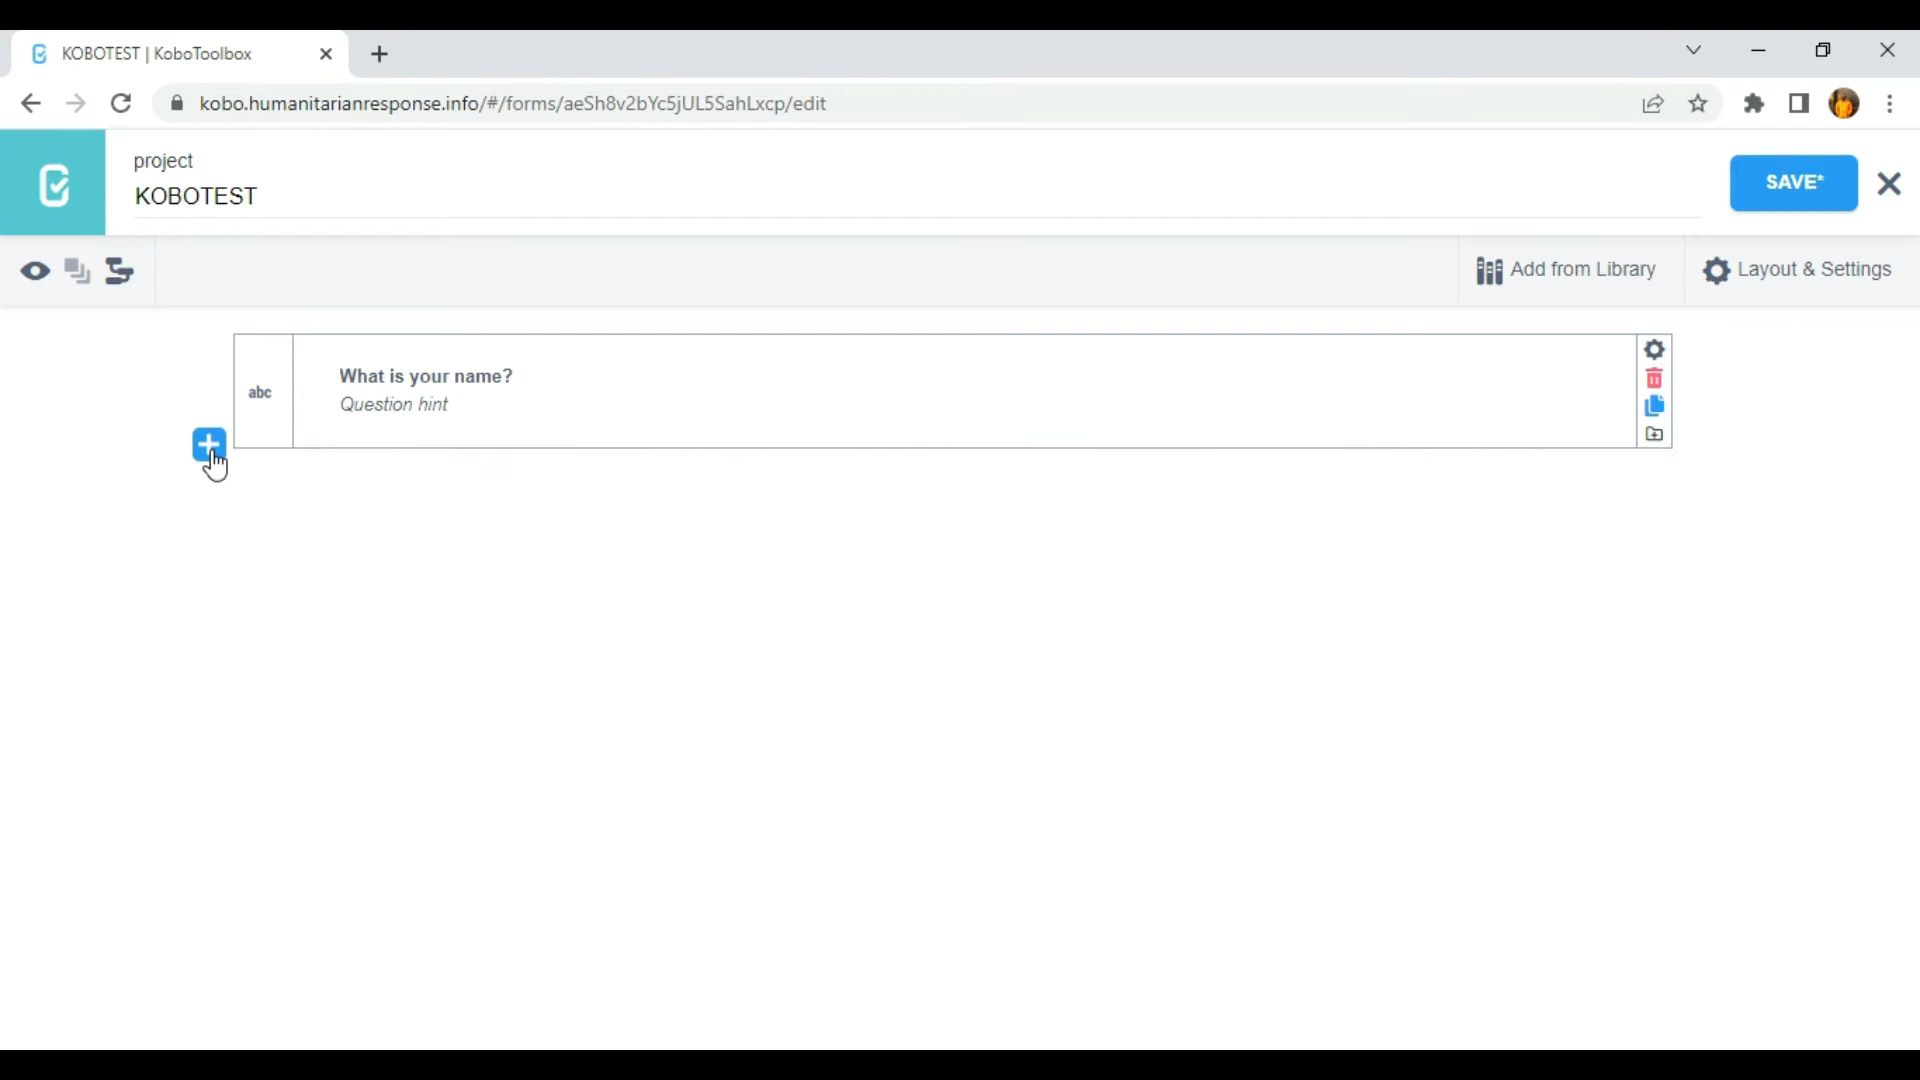 KOBOTEST | KoboToolbox
kobo.humanitarianresponse.info/#/forms/aeSh8v2bYc5jUL5SahLxcp/edit
project
KOBOTEST
SAVE*
Add from Library
Layout & Settings
abc
What is your name?
Question hint